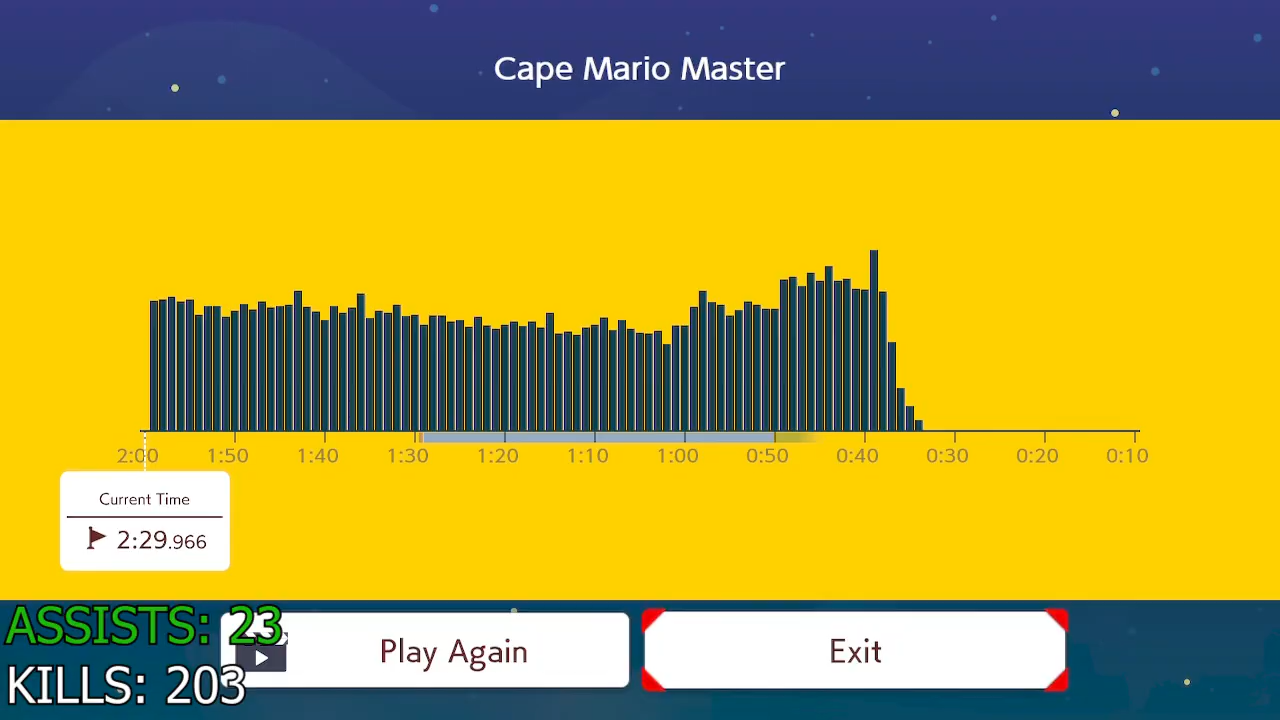 Cape Mario Master
2:00 1:50 1:40 1:30 1:20 1:10 1:00 0:50 0:40 0:30 0:20 0:10
Current Time
2:29.966
ASSISTS: 23
Play Again
Exit
KILLS: 203